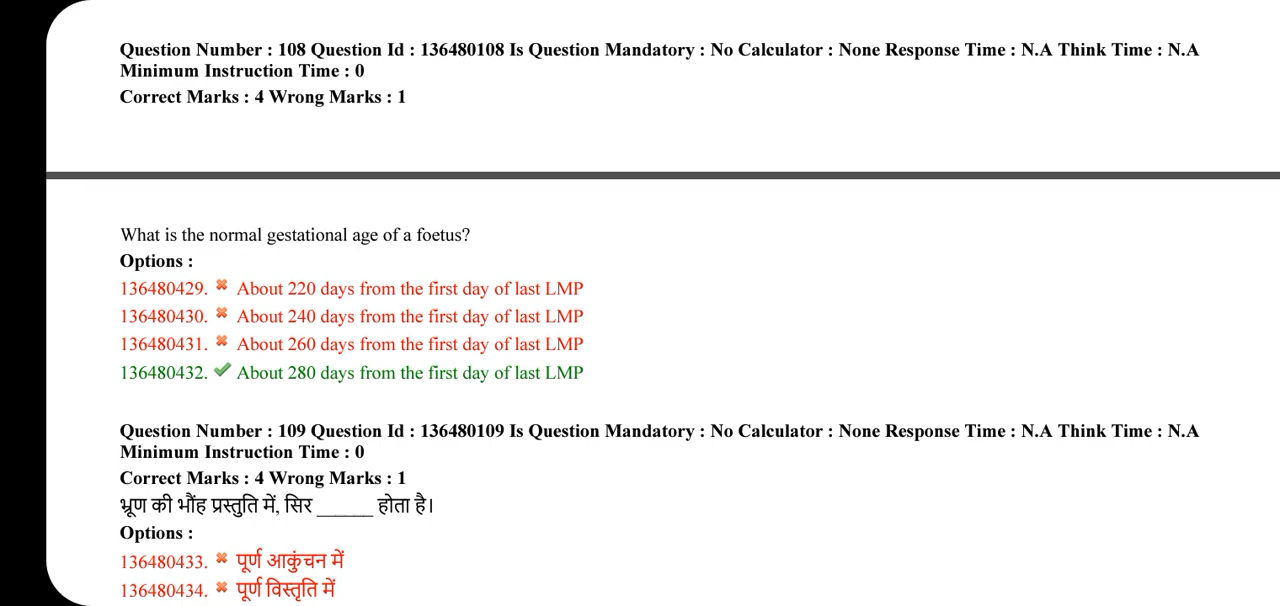 Question Number : 108 Question Id : 136480108 Is Question Mandatory : No Calculator : None Response Time : N.A Think Time : N.A
Minimum Instruction Time : 0
Correct Marks : 4 Wrong Marks : 1
What is the normal gestational age of a foetus?
Options :
136480429. ✖ About 220 days from the first day of last LMP
136480430. ✖ About 240 days from the first day of last LMP
136480431. ✖ About 260 days from the first day of last LMP
136480432. ✔ About 280 days from the first day of last LMP
Question Number : 109 Question Id : 136480109 Is Question Mandatory : No Calculator : None Response Time : N.A Think Time : N.A
Minimum Instruction Time : 0
Correct Marks : 4 Wrong Marks : 1
भ्रूण की भौंह प्रस्तुति में, सिर ______ होता है।
Options :
136480433. ✖ पूर्ण आकुंचन में
136480434. ✖ पूर्ण विस्तृति में